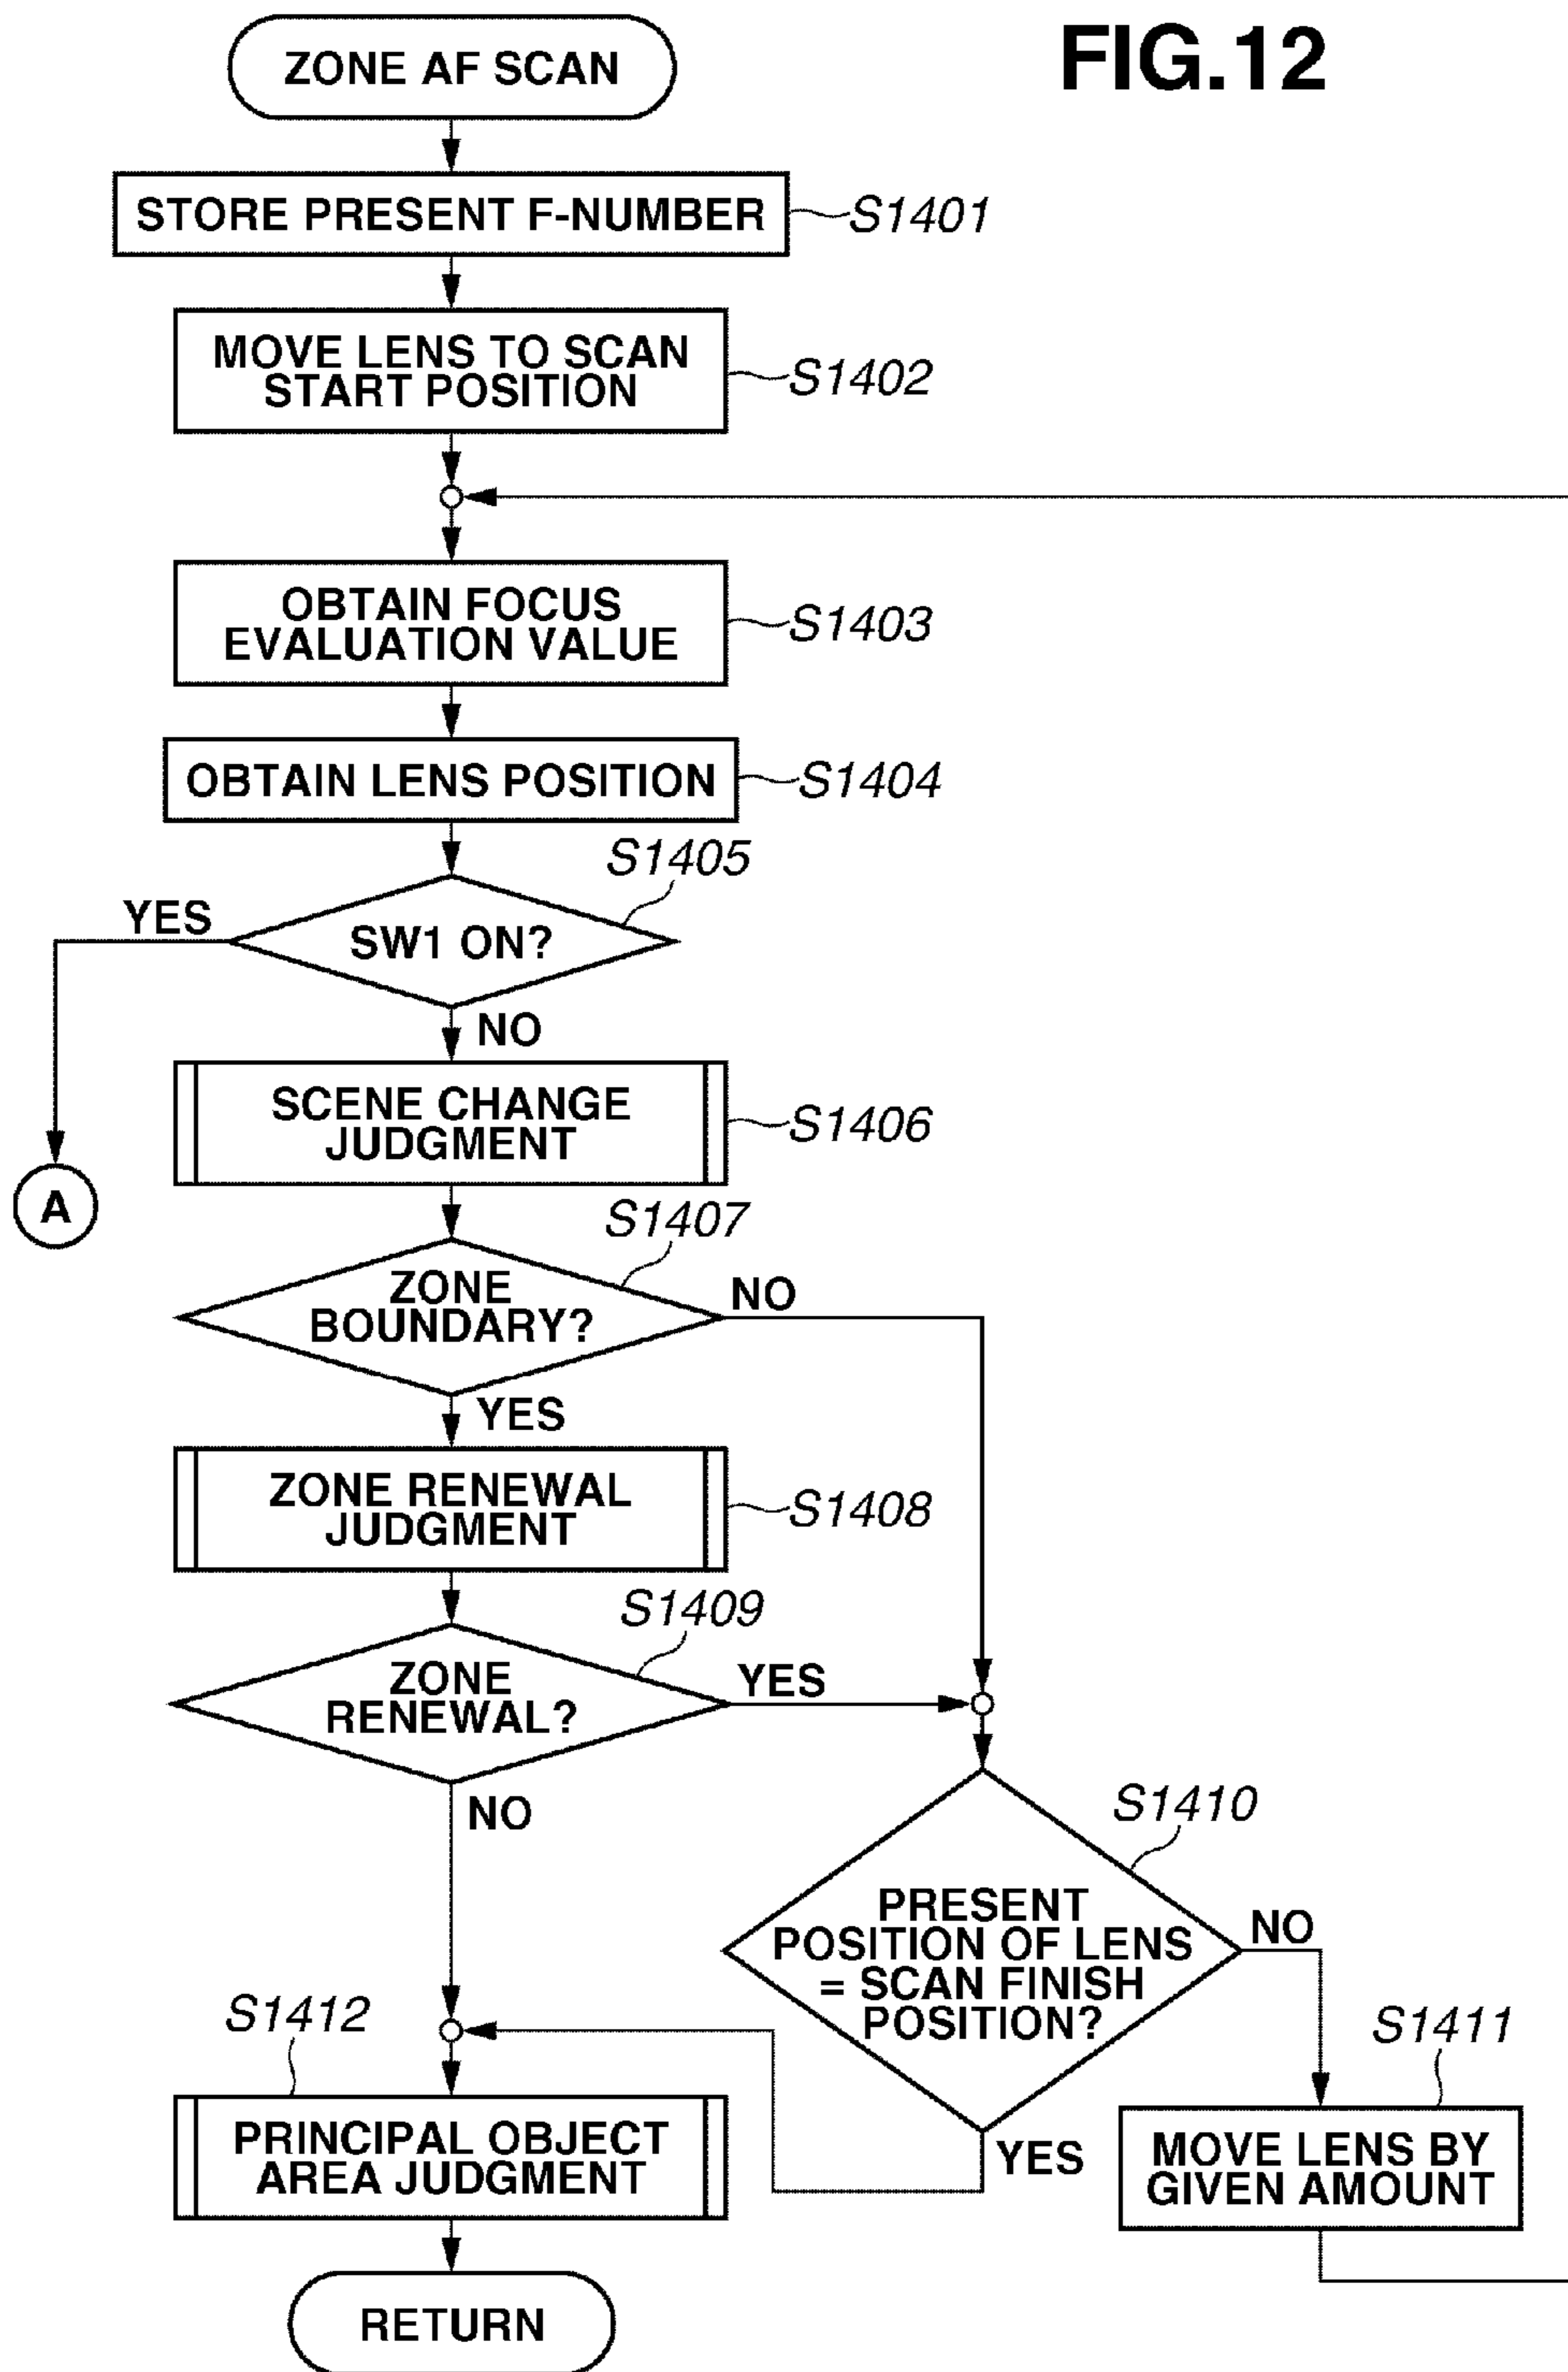 FIG.12
ZONE AF SCAN
STORE PRESENT F-NUMBER
S1401
MOVE LENS TO SCAN
START POSITION
S1402
OBTAIN FOCUS
EVALUATION VALUE
S1403
OBTAIN LENS POSITION
S1404
S1405
YES
SW1 ON?
NO
SCENE CHANGE
JUDGMENT
S1406
A
S1407
ZONE
BOUNDARY?
NO
YES
ZONE RENEWAL
JUDGMENT
S1408
S1409
ZONE
RENEWAL?
YES
NO
S1410
PRESENT
POSITION OF LENS
= SCAN FINISH
POSITION?
NO
YES
S1411
MOVE LENS BY
GIVEN AMOUNT
S1412
PRINCIPAL OBJECT
AREA JUDGMENT
RETURN